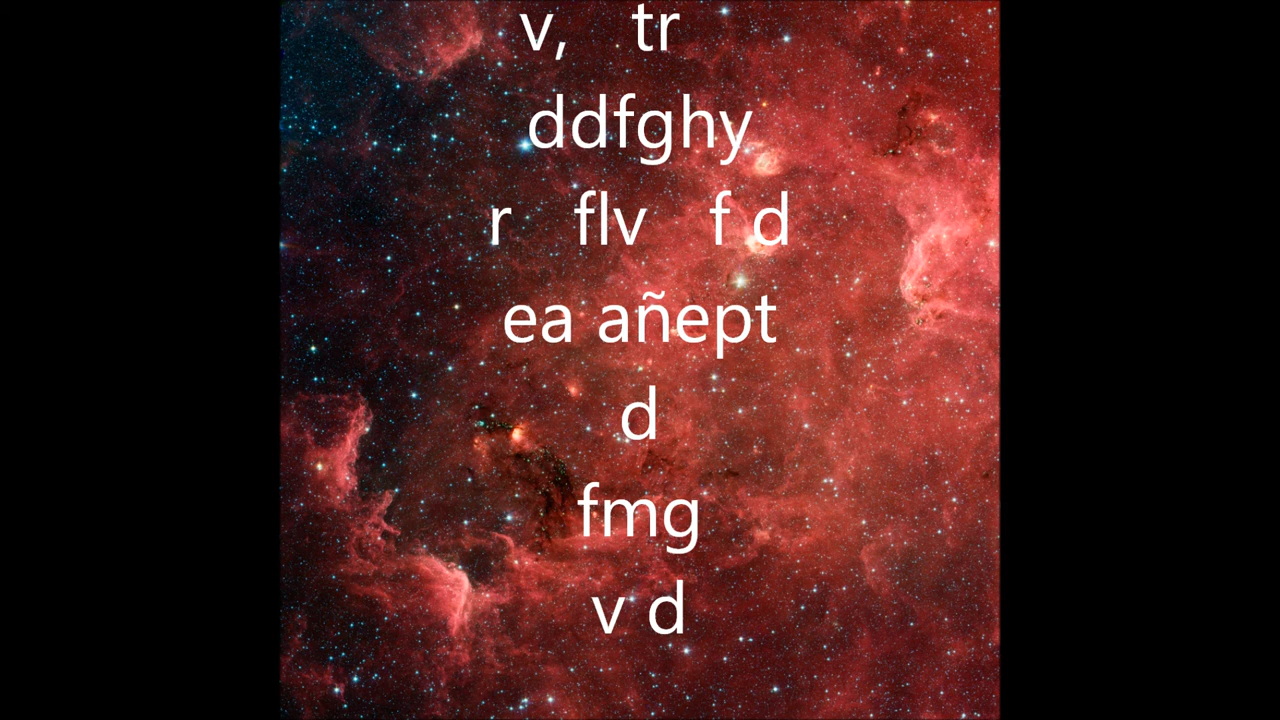 v,   tr
ddfghy
r   flv   f d
ea añept
d
fmg
v d